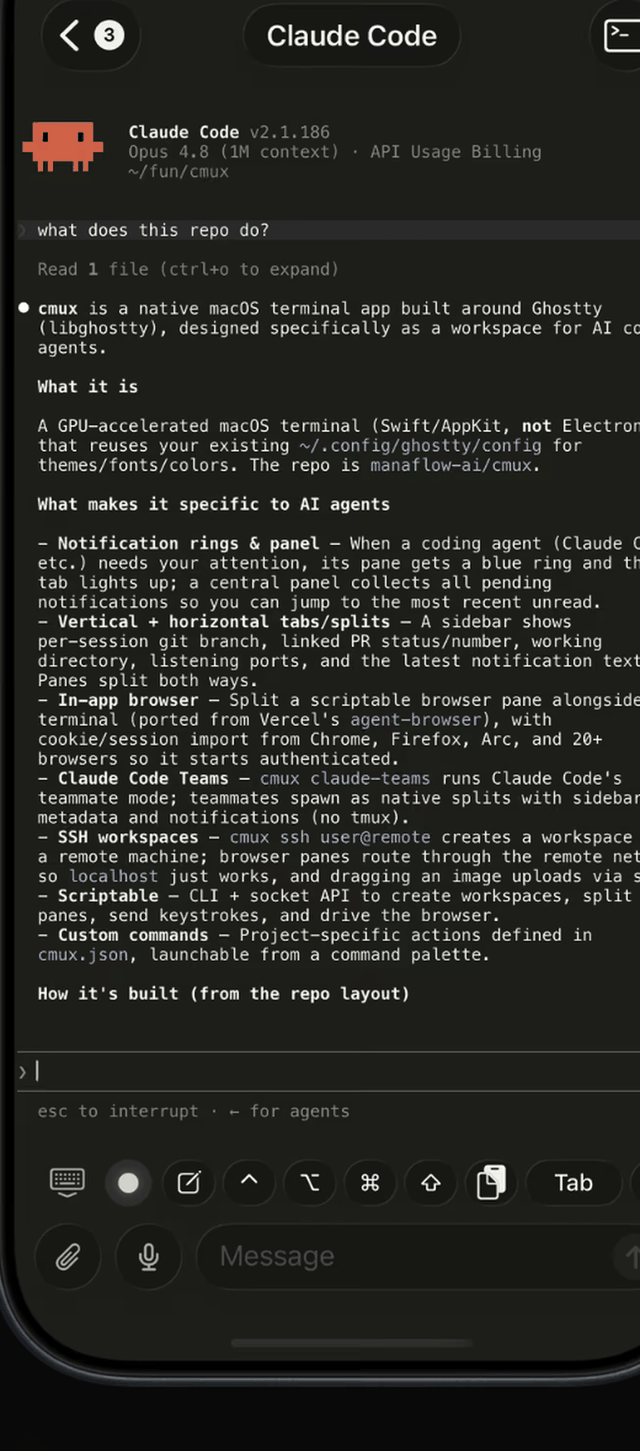 3
Claude Code
Claude Code v2.1.186
Opus 4.8 (1M context) · API Usage Billing
~/fun/cmux
› what does this repo do?
Read 1 file (ctrl+o to expand)
● cmux is a native macOS terminal app built around Ghostty
(libghostty), designed specifically as a workspace for AI co
agents.
What it is
A GPU-accelerated macOS terminal (Swift/AppKit, not Electron
that reuses your existing ~/.config/ghostty/config for
themes/fonts/colors. The repo is manaflow-ai/cmux.
What makes it specific to AI agents
– Notification rings & panel — When a coding agent (Claude C
etc.) needs your attention, its pane gets a blue ring and th
tab lights up; a central panel collects all pending
notifications so you can jump to the most recent unread.
– Vertical + horizontal tabs/splits — A sidebar shows
per-session git branch, linked PR status/number, working
directory, listening ports, and the latest notification text
Panes split both ways.
– In-app browser — Split a scriptable browser pane alongside
terminal (ported from Vercel's agent-browser), with
cookie/session import from Chrome, Firefox, Arc, and 20+
browsers so it starts authenticated.
– Claude Code Teams — cmux claude-teams runs Claude Code's
teammate mode; teammates spawn as native splits with sidebar
metadata and notifications (no tmux).
– SSH workspaces — cmux ssh user@remote creates a workspace
a remote machine; browser panes route through the remote net
so localhost just works, and dragging an image uploads via s
– Scriptable — CLI + socket API to create workspaces, split
panes, send keystrokes, and drive the browser.
– Custom commands — Project-specific actions defined in
cmux.json, launchable from a command palette.
How it's built (from the repo layout)
›
esc to interrupt · ← for agents
Tab
Message